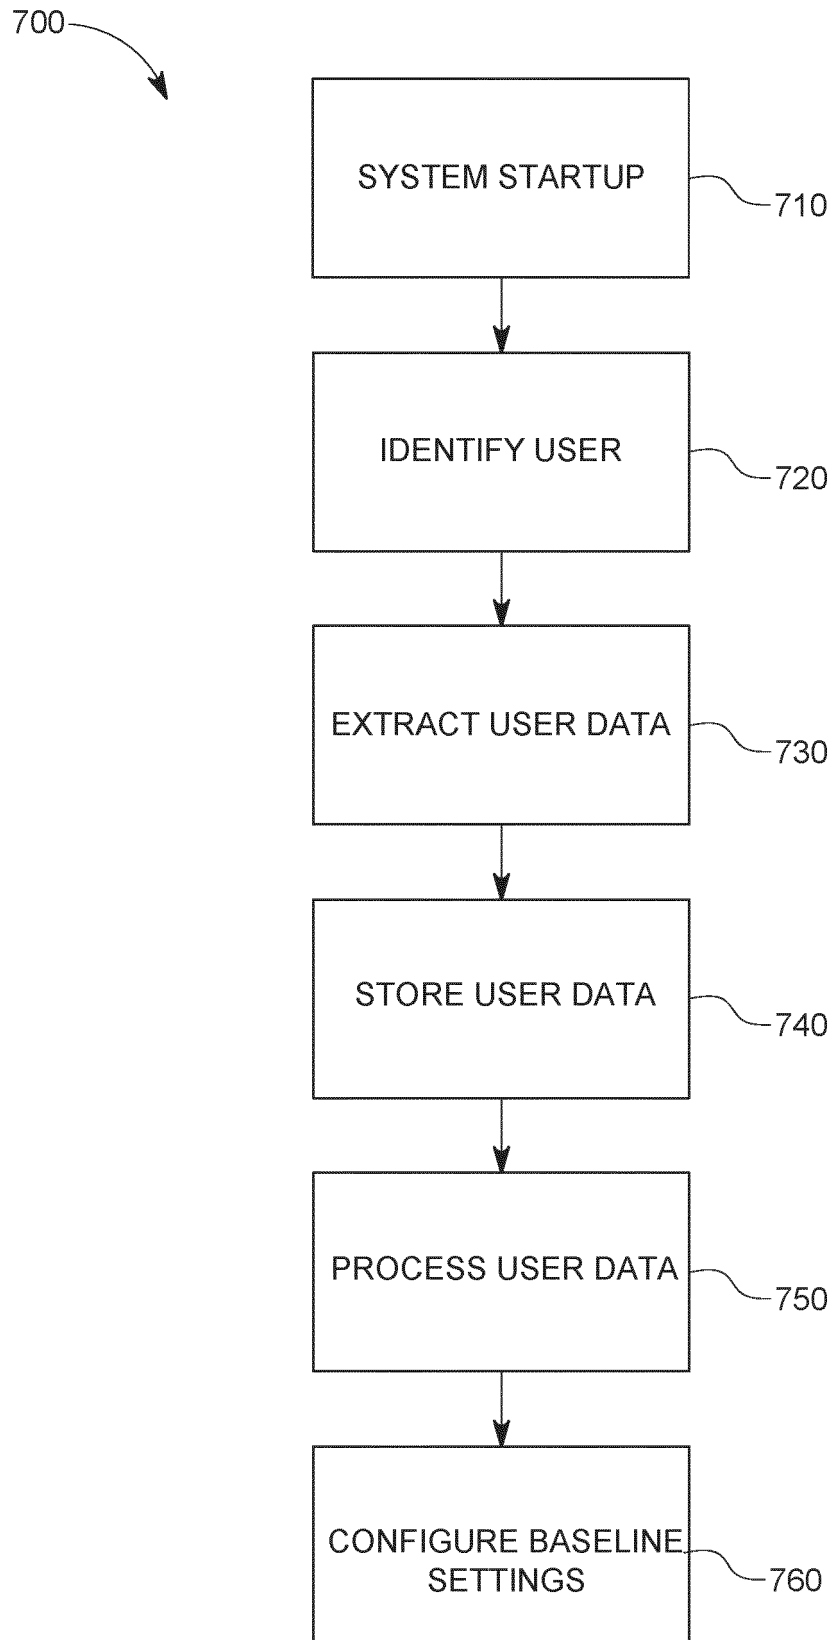 700
SYSTEM STARTUP
710
IDENTIFY USER
720
EXTRACT USER DATA
730
STORE USER DATA
740
PROCESS USER DATA
750
CONFIGURE BASELINE
SETTINGS
760